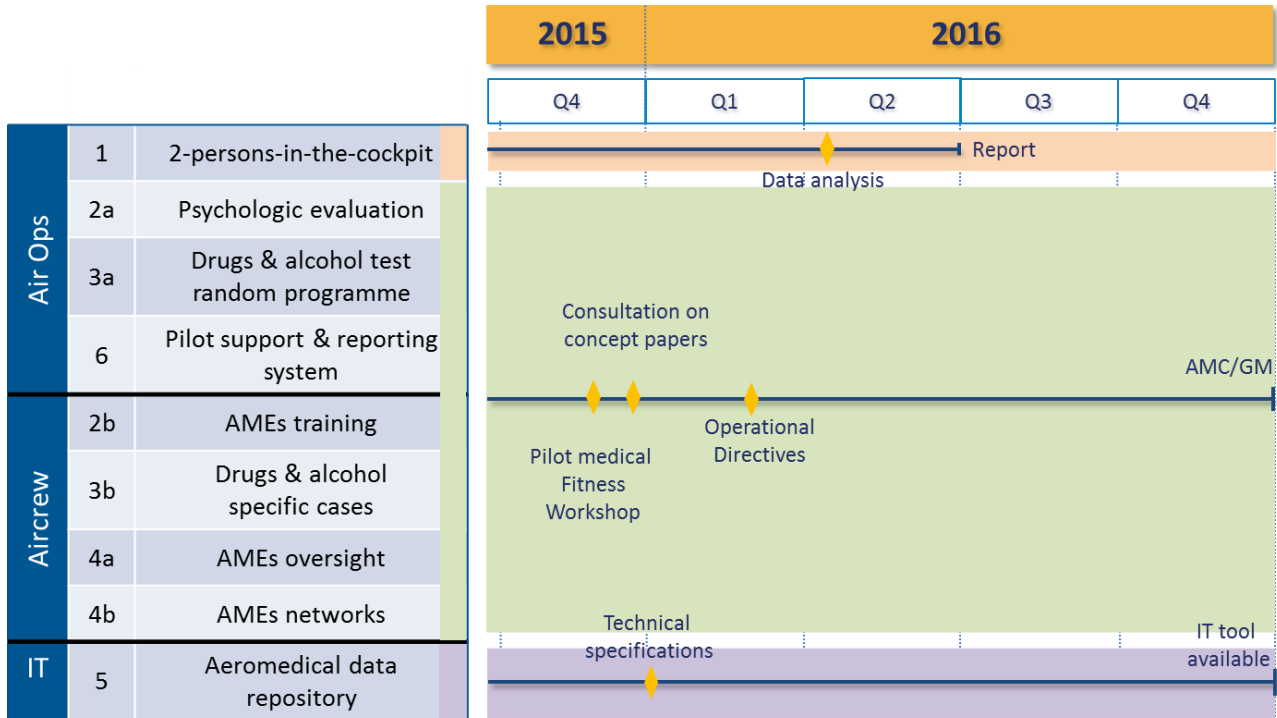 2015
2016
Q4
Q1
Q2
Q3
Q4
Air Ops
1
2-persons-in-the-cockpit
Report
Data analysis
2a
Psychologic evaluation
3a
Drugs & alcohol test
random programme
6
Pilot support & reporting
system
Consultation on
concept papers
AMC/GM
Operational
Directives
Pilot medical
Fitness
Workshop
Aircrew
2b
AMEs training
3b
Drugs & alcohol
specific cases
4a
AMEs oversight
4b
AMEs networks
IT
5
Aeromedical data
repository
Technical
specifications
IT tool
available